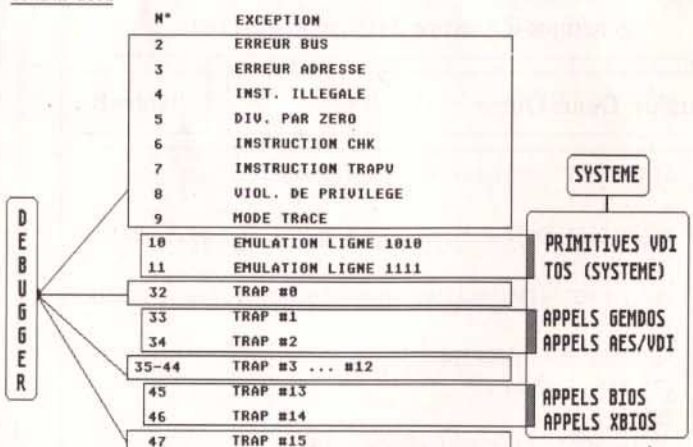 N° EXCEPTION
2 ERREUR BUS
3 ERREUR ADRESSE
4 INST. ILLEGALE
5 DIV. PAR ZERO
6 INSTRUCTION CHK
7 INSTRUCTION TRAPV
8 VIOL. DE PRIVILEGE
9 MODE TRACE
10 EMULATION LIGNE 1010
11 EMULATION LIGNE 1111
32 TRAP #0
33 TRAP #1
34 TRAP #2
35-44 TRAP #3 ... #12
45 TRAP #13
46 TRAP #14
47 TRAP #15
DEBUGGER
SYSTEME
PRIMITIVES VDI
TOS (SYSTEME)
APPELS GEMDOS
APPELS AES/VDI
APPELS BIOS
APPELS XBIOS